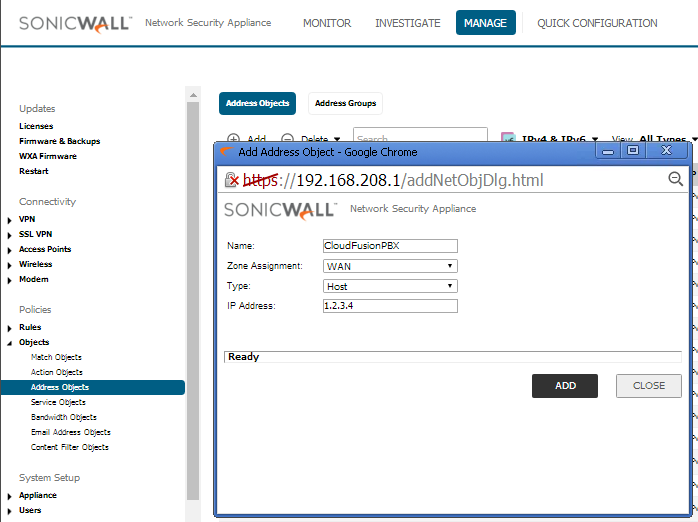 SONICWALL Network Security Appliance MONITOR INVESTIGATE MANAGE QUICK CONFIGURATION
Updates
Licenses
Firmware & Backups
WXA Firmware
Restart
Connectivity
VPN
SSL VPN
Access Points
Wireless
Modem
Policies
Rules
Objects
Match Objects
Action Objects
Address Objects
Service Objects
Bandwidth Objects
Email Address Objects
Content Filter Objects
System Setup
Appliance
Users
Address Objects Address Groups
Add Delete Search IPv4 & IPv6 View All Types
Add Address Object - Google Chrome
https://192.168.208.1/addNetObjDlg.html
SONICWALL Network Security Appliance
Name: CloudFusionPBX
Zone Assignment: WAN
Type: Host
IP Address: 1.2.3.4
Ready
ADD CLOSE